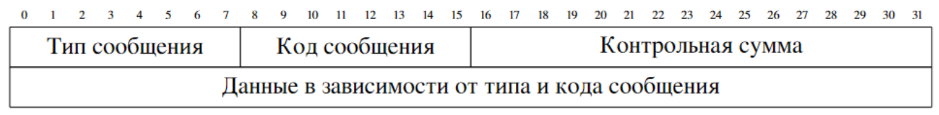 0 1 2 3 4 5 6 7 8 9 10 11 12 13 14 15 16 17 18 19 20 21 22 23 24 25 26 27 28 29 30 31
Тип сообщения Код сообщения Контрольная сумма
Данные в зависимости от типа и кода сообщения